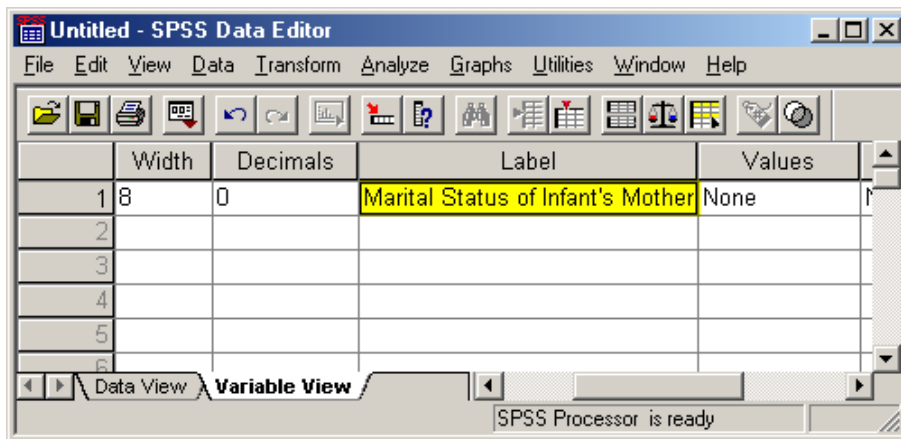 SPSS Untitled - SPSS Data Editor
File Edit View Data Transform Analyze Graphs Utilities Window Help
Width Decimals Label Values
1 8 0 Marital Status of Infant's Mother None
2
3
4
5
6
Data View Variable View
SPSS Processor is ready